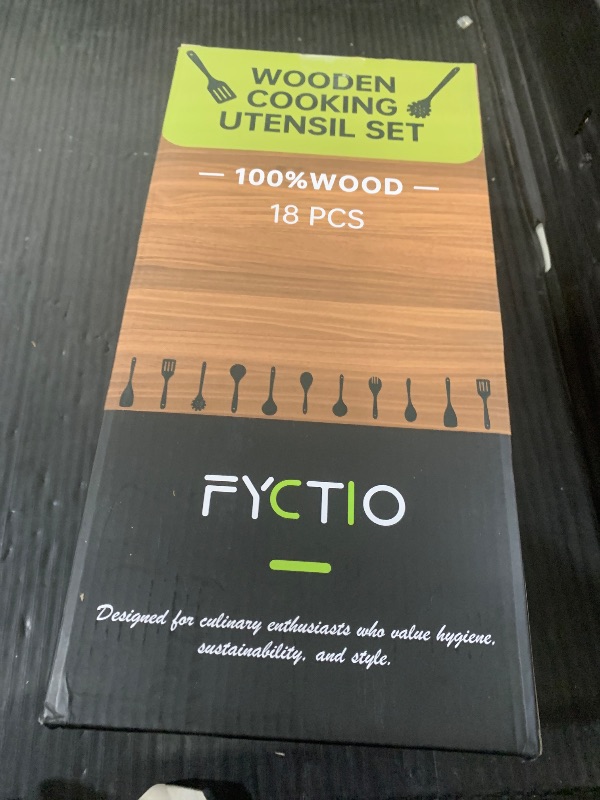 WOODEN
COOKING
UTENSIL SET
100%WOOD
18 PCS
FYCTIO
Designed for culinary enthusiasts who value hygiene,
sustainability, and style.